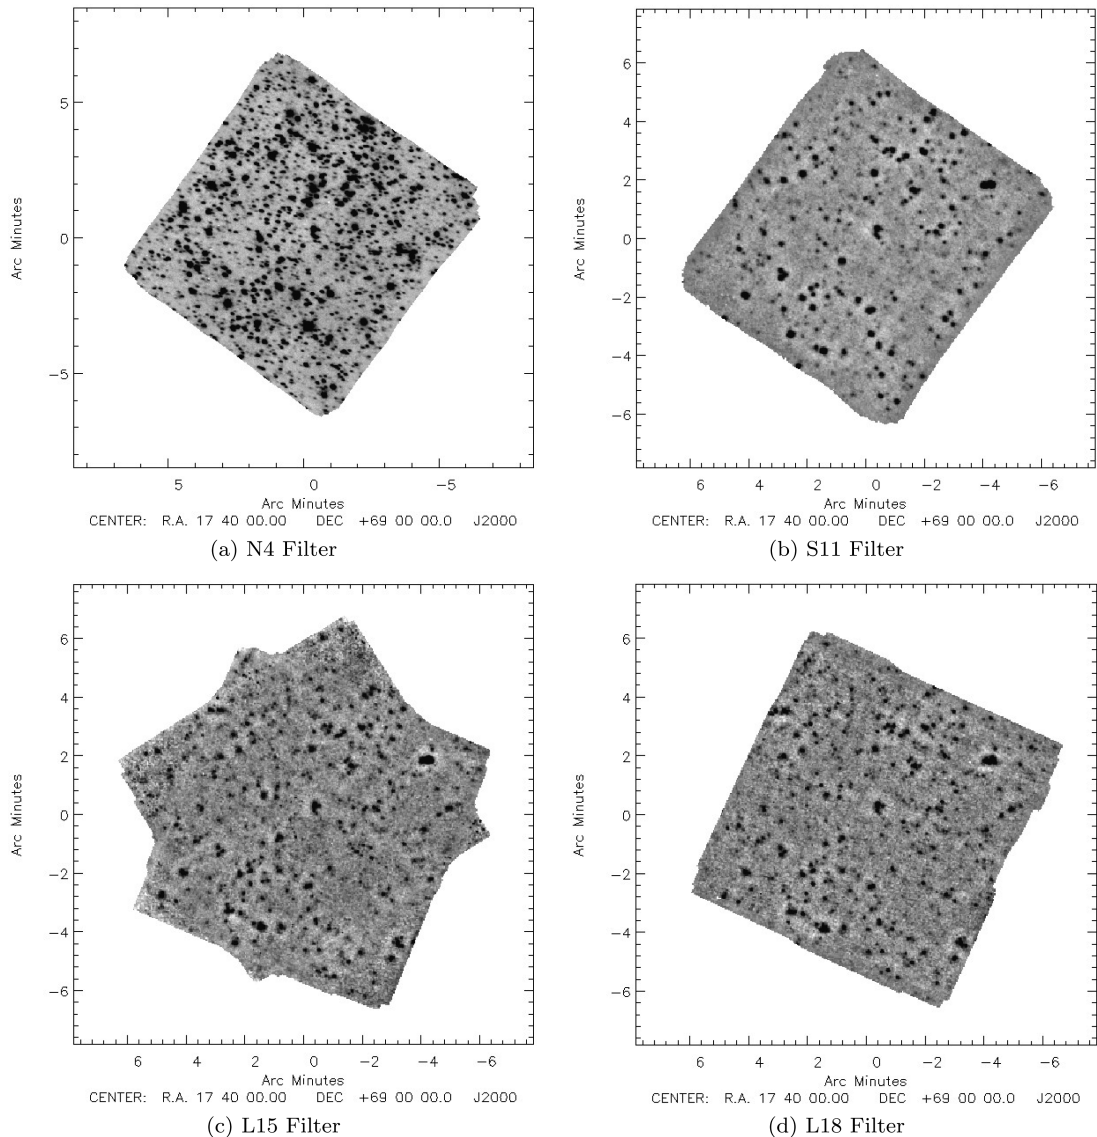 5
0
−5
Arc Minutes
5 0 −5
Arc Minutes
CENTER: R.A. 17 40 00.00 DEC +69 00 00.0 J2000
(a) N4 Filter
6
4
2
0
−2
−4
−6
Arc Minutes
6 4 2 0 −2 −4 −6
Arc Minutes
CENTER: R.A. 17 40 00.00 DEC +69 00 00.0 J2000
(b) S11 Filter
6
4
2
0
−2
−4
−6
Arc Minutes
6 4 2 0 −2 −4 −6
Arc Minutes
CENTER: R.A. 17 40 00.00 DEC +69 00 00.0 J2000
(c) L15 Filter
6
4
2
0
−2
−4
−6
Arc Minutes
6 4 2 0 −2 −4 −6
Arc Minutes
CENTER: R.A. 17 40 00.00 DEC +69 00 00.0 J2000
(d) L18 Filter